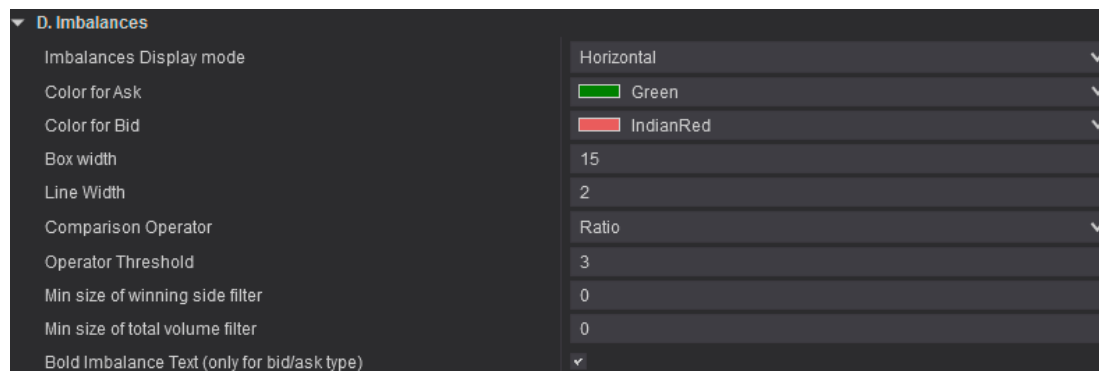 D. Imbalances
Imbalances Display mode Horizontal
Color for Ask Green
Color for Bid IndianRed
Box width 15
Line Width 2
Comparison Operator Ratio
Operator Threshold 3
Min size of winning side filter 0
Min size of total volume filter 0
Bold Imbalance Text (only for bid/ask type)